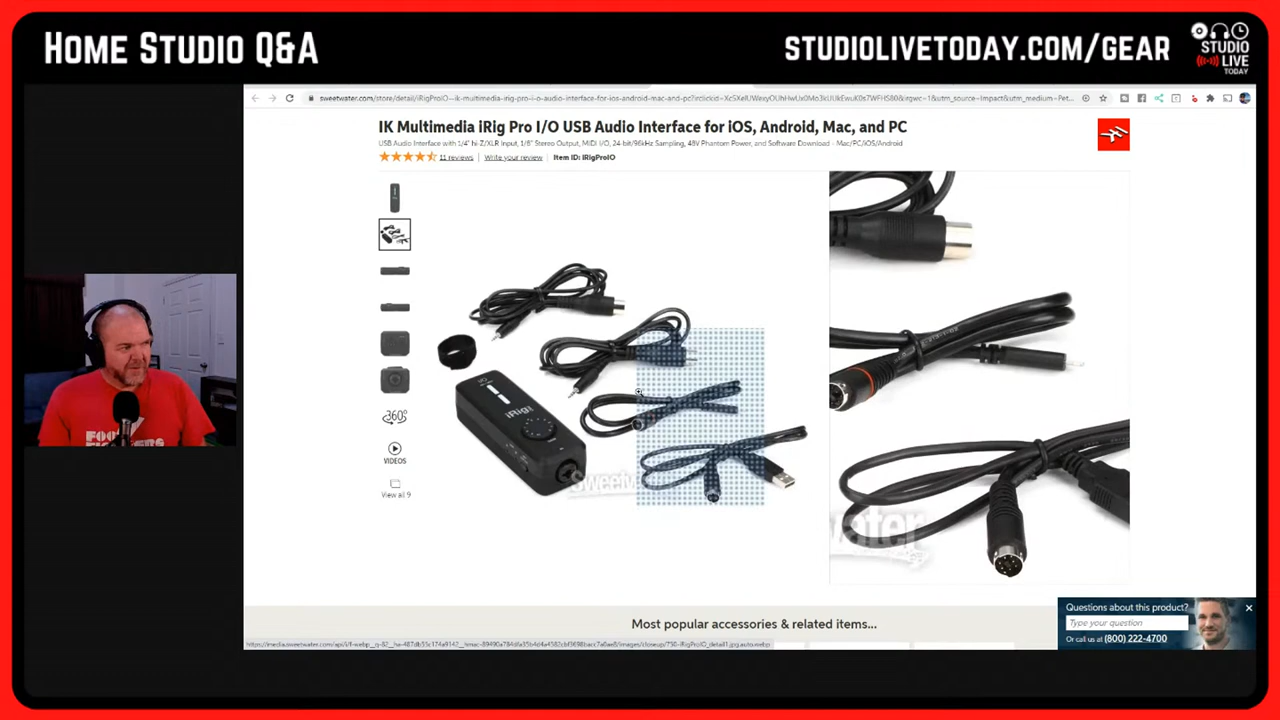 HOME STUDIO Q&A
STUDIOLIVETODAY.COM/GEAR
STUDIO
LIVE
TODAY
IK Multimedia iRig Pro I/O USB Audio Interface for iOS, Android, Mac, and PC
USB Audio Interface with 1/4" hi-Z/XLR Input, 1/8" Stereo Output, MIDI I/O, 24-bit/96kHz Sampling, 48V Phantom Power, and Software Download - Mac/PC/iOS/Android
11 reviews | Write your review | Item ID: iRigProIO
360°
VIDEOS
View all 9
iRig
Sweetw
water
FOO
Most popular accessories & related items...
Questions about this product?
Type your question
Or call us at (800) 222-4700